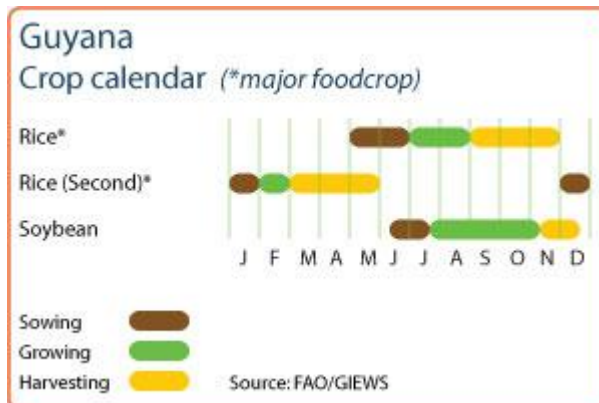 Guyana
Crop calendar (*major foodcrop)
Rice*
Rice (Second)*
Soybean
J F M A M J J A S O N D
Sowing
Growing
Harvesting
Source: FAO/GIEWS